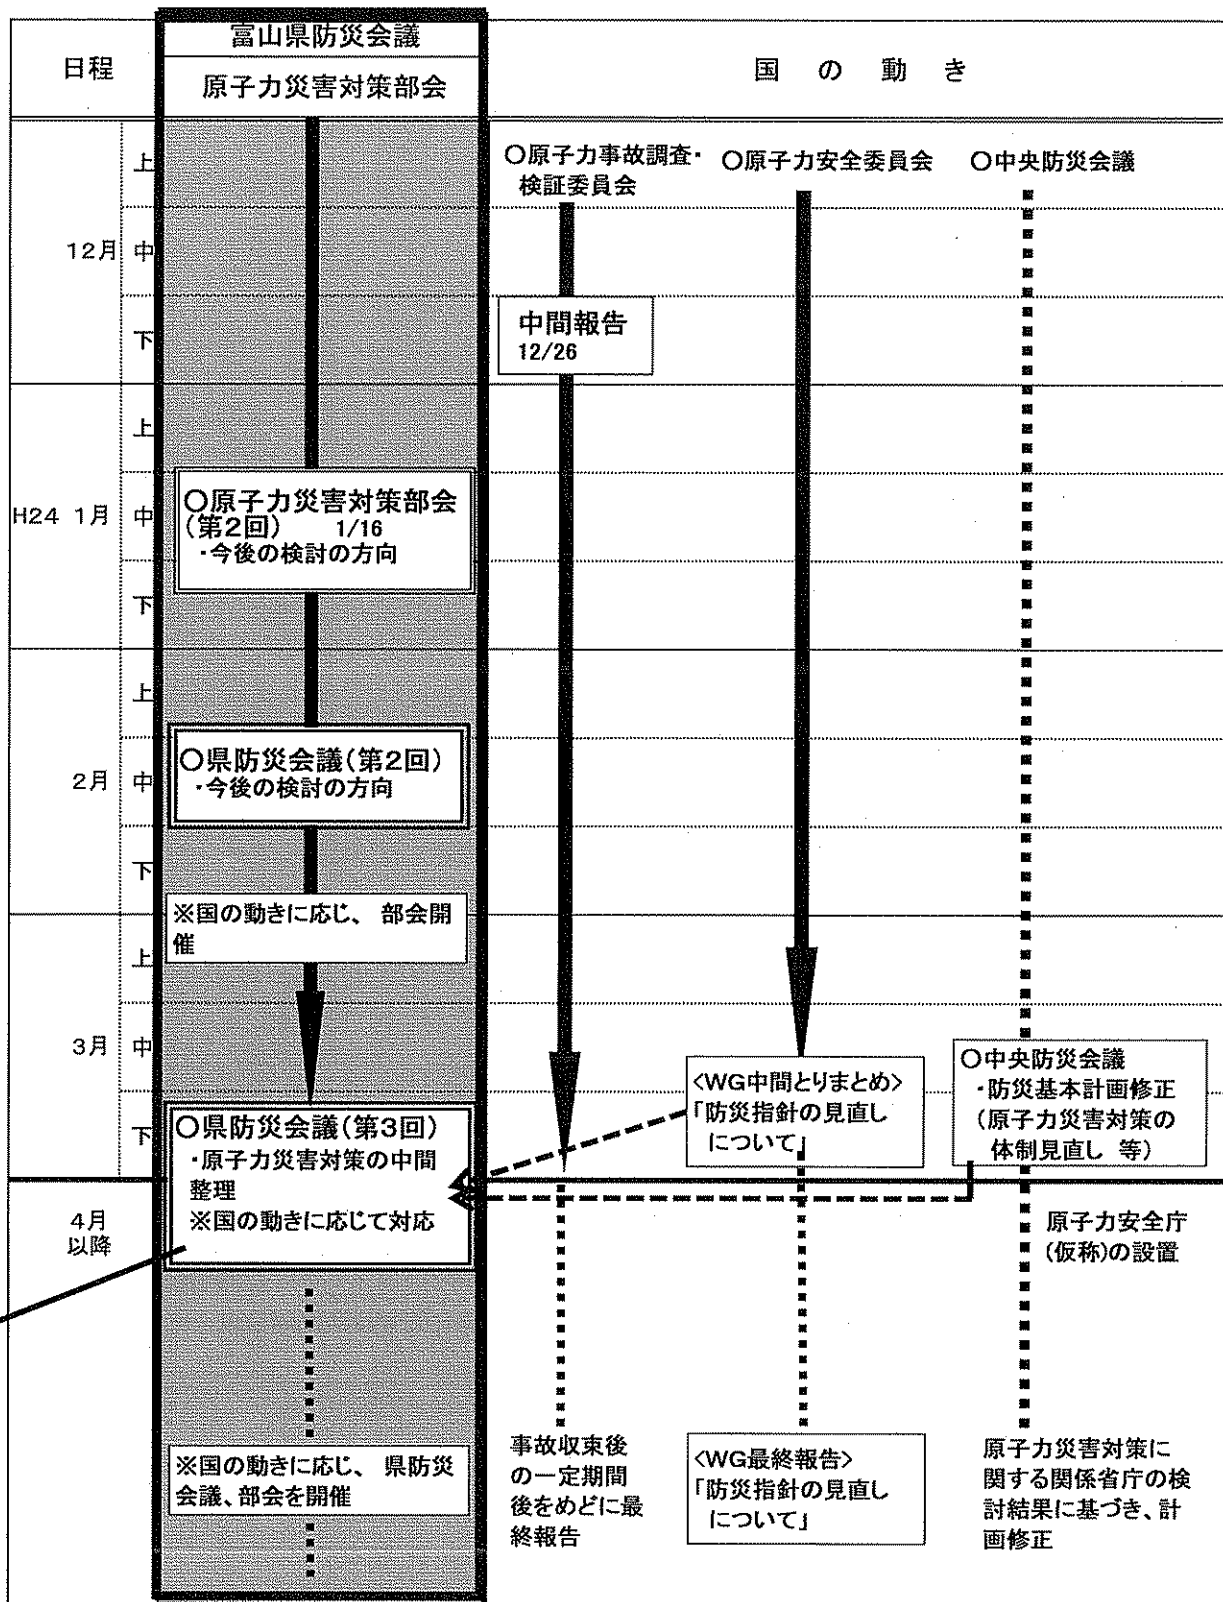 富山県防災会議
日程
原子力災害対策部会
国の動き
12月
上
中
下
〇原子力事故調査・
検証委員会
〇原子力安全委員会
〇中央防災会議
中間報告
12/26
H24 1月
上
中
下
〇原子力災害対策部会
(第2回) 1/16
・今後の検討の方向
2月
上
中
下
〇県防災会議(第2回)
・今後の検討の方向
※国の動きに応じ、 部会開
催
3月
上
中
下
<WG中間とりまとめ>
「防災指針の見直し
について」
〇中央防災会議
・防災基本計画修正
(原子力災害対策の
体制見直し 等)
〇県防災会議(第3回)
・原子力災害対策の中間
整理
※国の動きに応じて対応
4月
以降
原子力安全庁
(仮称)の設置
※国の動きに応じ、 県防災
会議、部会を開催
事故収束後
の一定期間
後をめどに最
終報告
<WG最終報告>
「防災指針の見直し
について」
原子力災害対策に
関する関係省庁の検
討結果に基づき、計
画修正